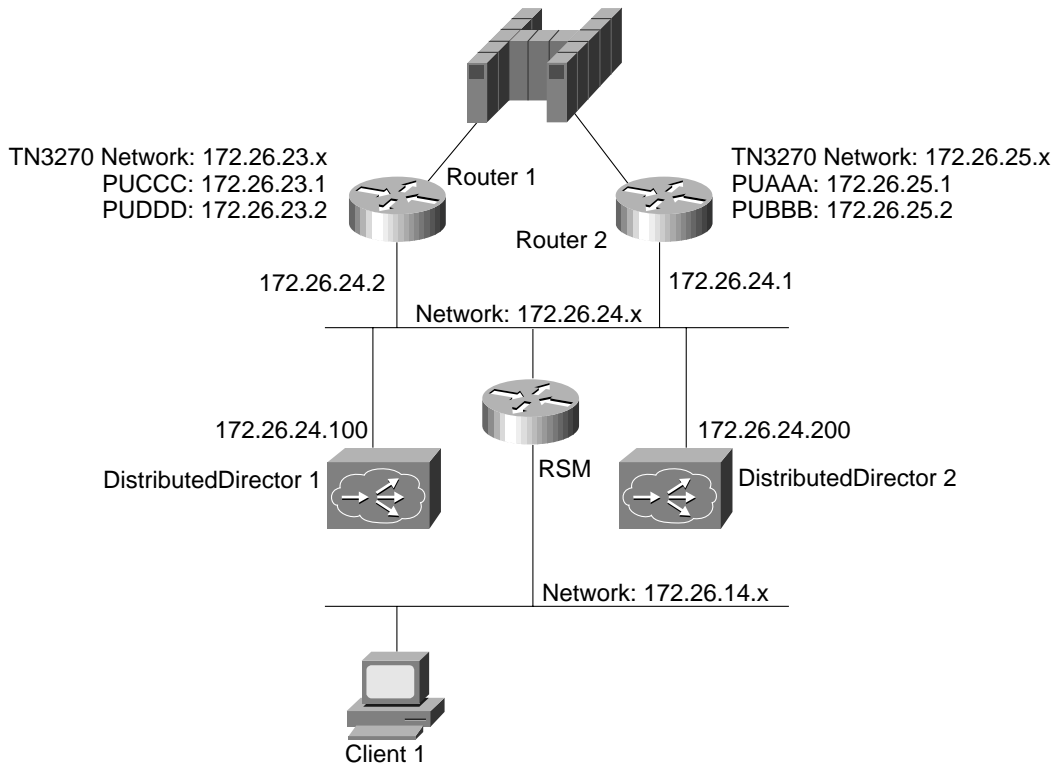 TN3270 Network: 172.26.23.x
PUCCC: 172.26.23.1
PUDDD: 172.26.23.2
Router 1
TN3270 Network: 172.26.25.x
PUAAA: 172.26.25.1
PUBBB: 172.26.25.2
Router 2
172.26.24.2
172.26.24.1
Network: 172.26.24.x
172.26.24.100
DistributedDirector 1
RSM
172.26.24.200
DistributedDirector 2
Network: 172.26.14.x
Client 1